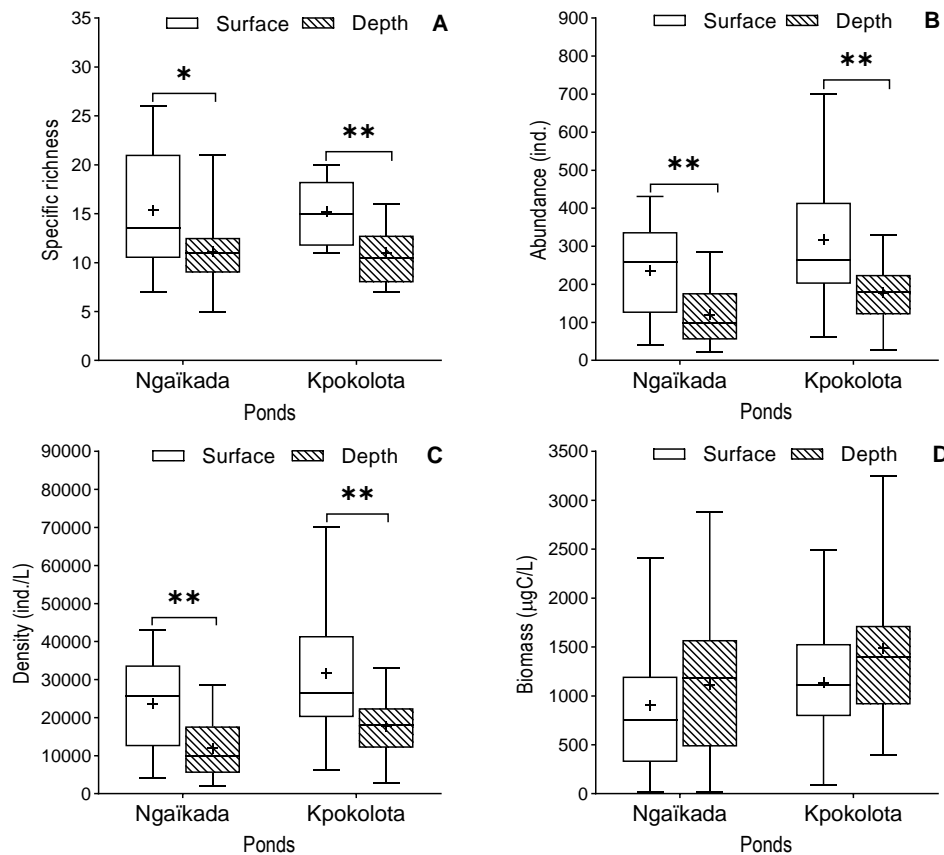 Surface Depth A
Specific richness
35
30
25
20
15
10
5
0
*
**
Ngaïkada Kpokolota
Ponds
Surface Depth B
Abundance (ind.)
900
800
700
600
500
400
300
200
100
0
**
**
Ngaïkada Kpokolota
Ponds
Surface Depth C
Density (ind./L)
90000
80000
70000
60000
50000
40000
30000
20000
10000
0
**
**
Ngaïkada Kpokolota
Ponds
Surface Depth D
Biomass (µgC/L)
3500
3000
2500
2000
1500
1000
500
0
Ngaïkada Kpokolota
Ponds